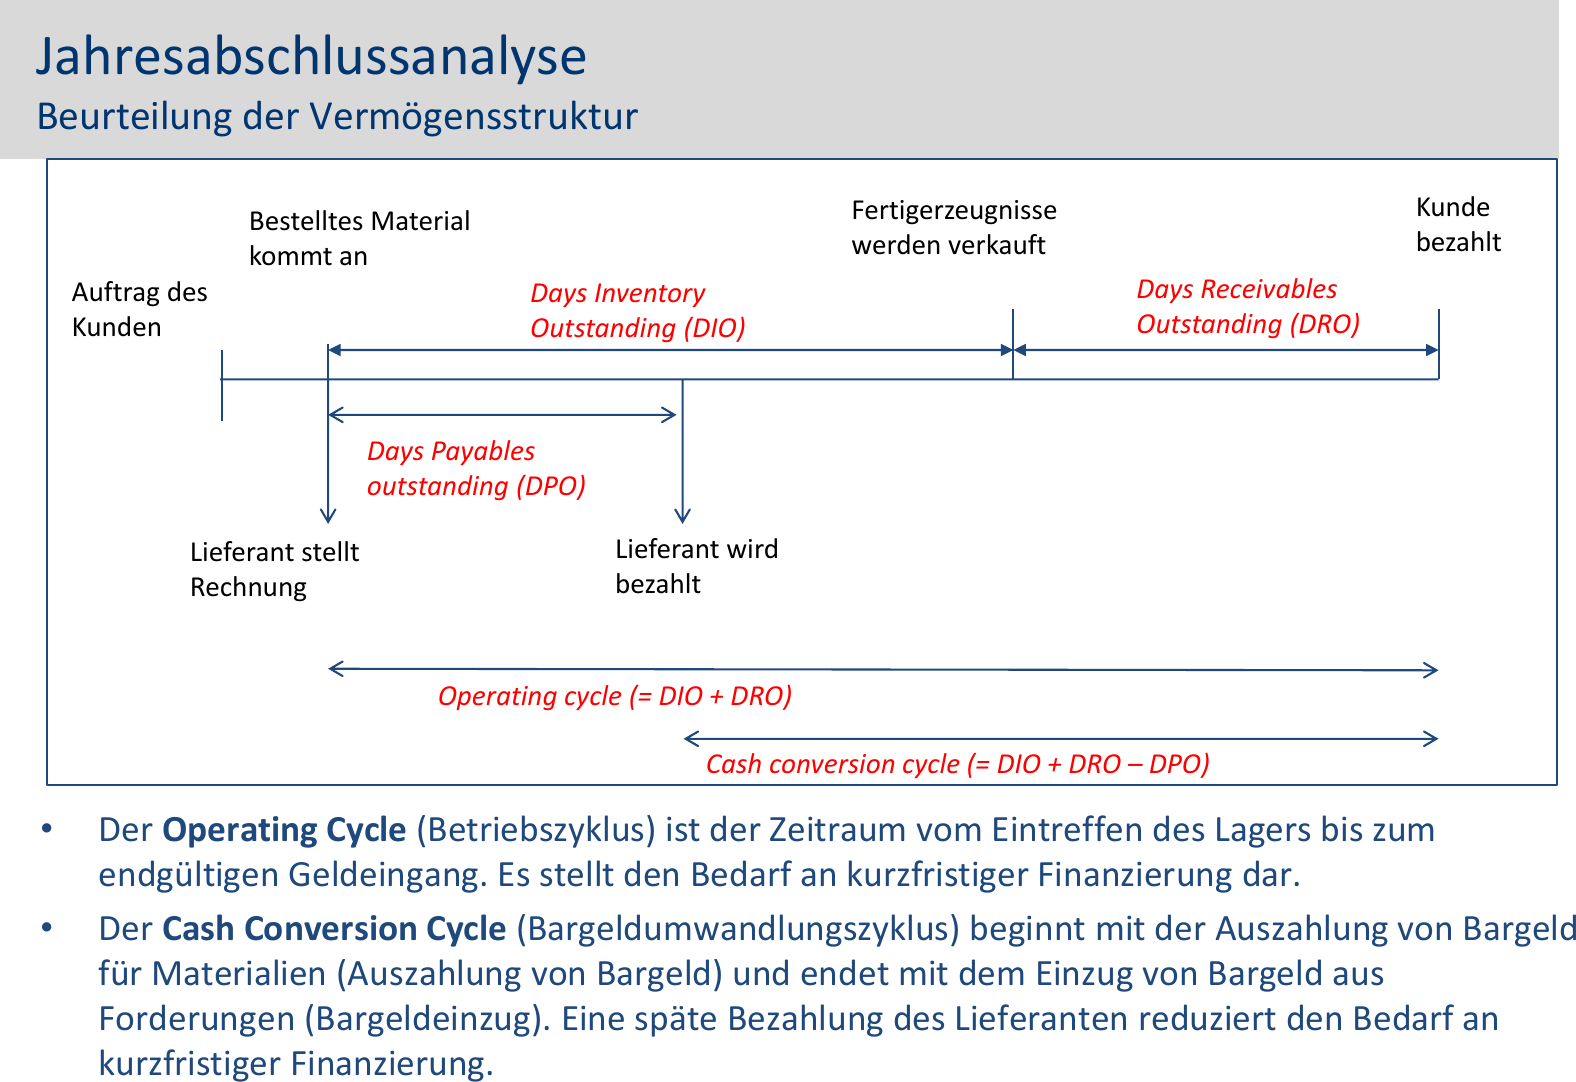 Jahresabschlussanalyse
Beurteilung der Vermögensstruktur
Bestelltes Material
kommt an
Fertigerzeugnisse
werden verkauft
Kunde
bezahlt
Auftrag des
Kunden
Days Inventory
Outstanding (DIO)
Days Receivables
Outstanding (DRO)
Days Payables
outstanding (DPO)
Lieferant stellt
Rechnung
Lieferant wird
bezahlt
Operating cycle (= DIO + DRO)
Cash conversion cycle (= DIO + DRO – DPO)
• Der Operating Cycle (Betriebszyklus) ist der Zeitraum vom Eintreffen des Lagers bis zum
endgültigen Geldeingang. Es stellt den Bedarf an kurzfristiger Finanzierung dar.
• Der Cash Conversion Cycle (Bargeldumwandlungszyklus) beginnt mit der Auszahlung von Bargeld
für Materialien (Auszahlung von Bargeld) und endet mit dem Einzug von Bargeld aus
Forderungen (Bargeldeinzug). Eine späte Bezahlung des Lieferanten reduziert den Bedarf an
kurzfristiger Finanzierung.